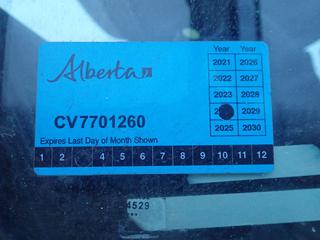 Alberta
Year Year
2021 2026
2022 2027
2023 2028
2029
2025 2030
CV7701260
Expires Last Day of Month Shown
1 2 4 5 6 7 8 9 10 11 12
4529